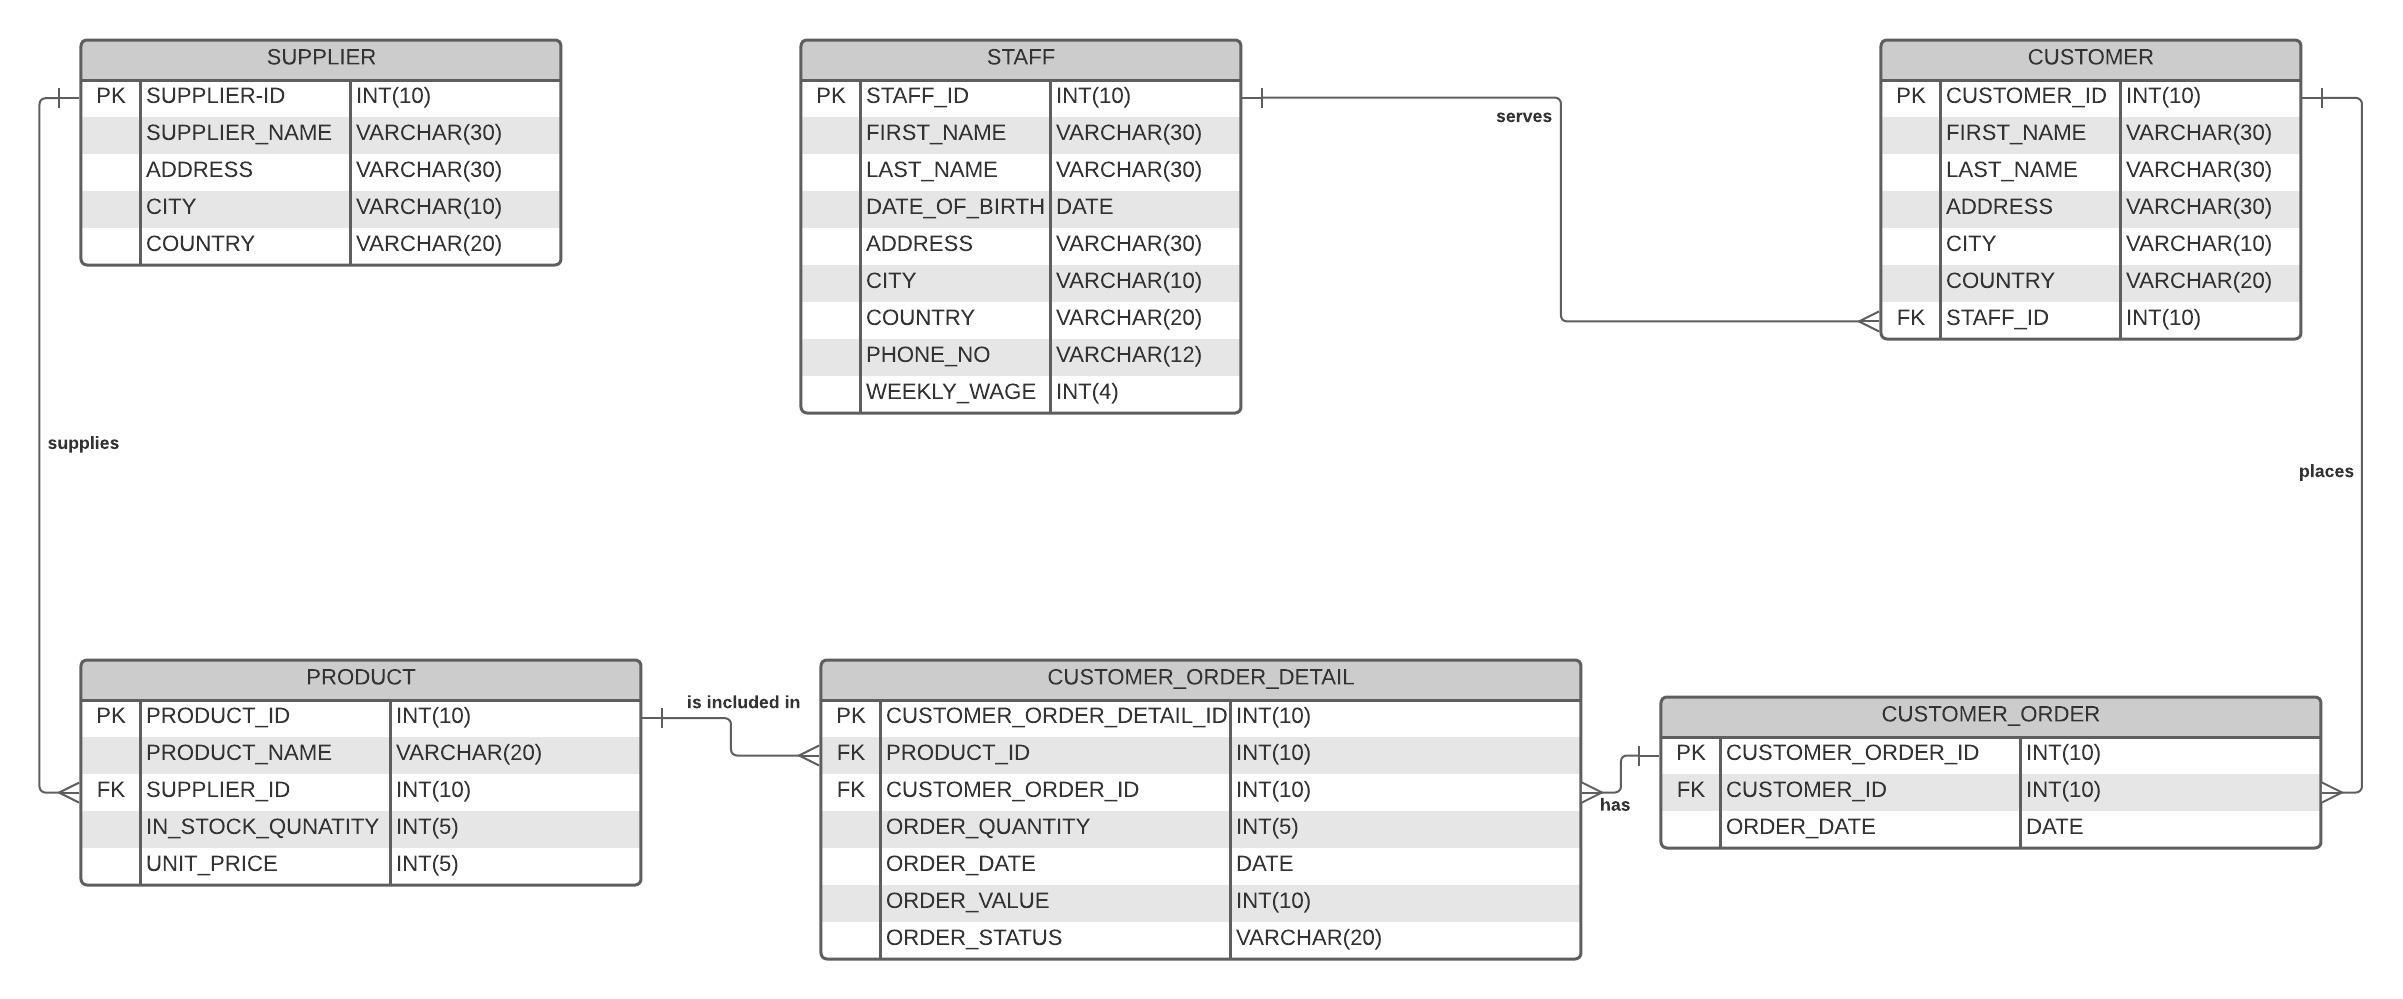 SUPPLIER
PK SUPPLIER-ID INT(10)
SUPPLIER_NAME VARCHAR(30)
ADDRESS VARCHAR(30)
CITY VARCHAR(10)
COUNTRY VARCHAR(20)
STAFF
PK STAFF_ID INT(10)
FIRST_NAME VARCHAR(30)
LAST_NAME VARCHAR(30)
DATE_OF_BIRTH DATE
ADDRESS VARCHAR(30)
CITY VARCHAR(10)
COUNTRY VARCHAR(20)
PHONE_NO VARCHAR(12)
WEEKLY_WAGE INT(4)
serves
CUSTOMER
PK CUSTOMER_ID INT(10)
FIRST_NAME VARCHAR(30)
LAST_NAME VARCHAR(30)
ADDRESS VARCHAR(30)
CITY VARCHAR(10)
COUNTRY VARCHAR(20)
FK STAFF_ID INT(10)
supplies
places
PRODUCT
PK PRODUCT_ID INT(10)
PRODUCT_NAME VARCHAR(20)
FK SUPPLIER_ID INT(10)
IN_STOCK_QUNATITY INT(5)
UNIT_PRICE INT(5)
is included in
CUSTOMER_ORDER_DETAIL
PK CUSTOMER_ORDER_DETAIL_ID INT(10)
FK PRODUCT_ID INT(10)
FK CUSTOMER_ORDER_ID INT(10)
ORDER_QUANTITY INT(5)
ORDER_DATE DATE
ORDER_VALUE INT(10)
ORDER_STATUS VARCHAR(20)
has
CUSTOMER_ORDER
PK CUSTOMER_ORDER_ID INT(10)
FK CUSTOMER_ID INT(10)
ORDER_DATE DATE